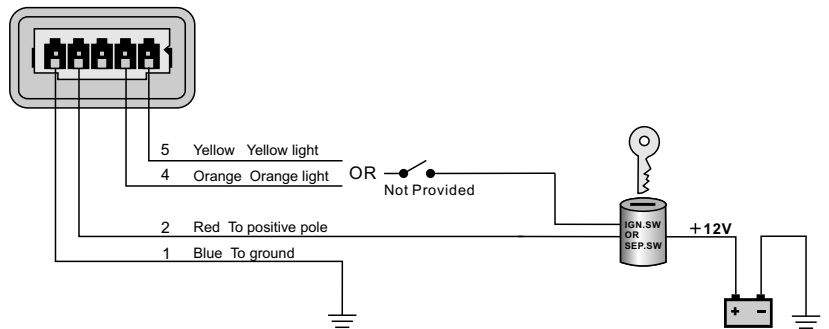 5 Yellow Yellow light
4 Orange Orange light
OR
Not Provided
2 Red To positive pole
1 Blue To ground
IGN.SW
OR
SEP.SW
+12V
+ -